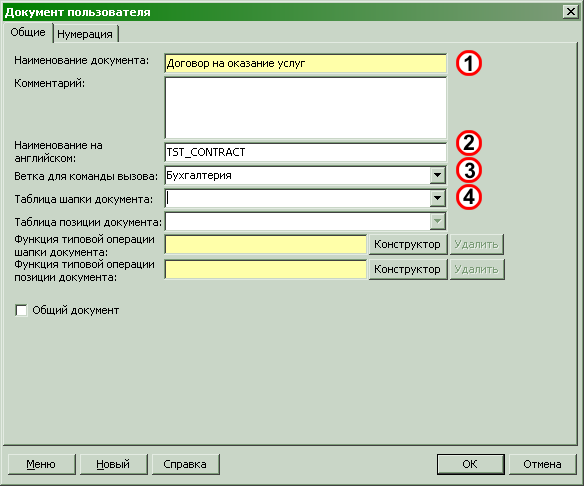 Документ пользователя
Общие Нумерация
Наименование документа: Договор на оказание услуг 1
Комментарий:
Наименование на
английском: TST_CONTRACT 2
Ветка для команды вызова: Бухгалтерия 3
Таблица шапки документа: 4
Таблица позиции документа:
Функция типовой операции
шапки документа: Конструктор Удалить
Функция типовой операции
позиции документа: Конструктор Удалить
Общий документ
Меню Новый Справка ОК Отмена